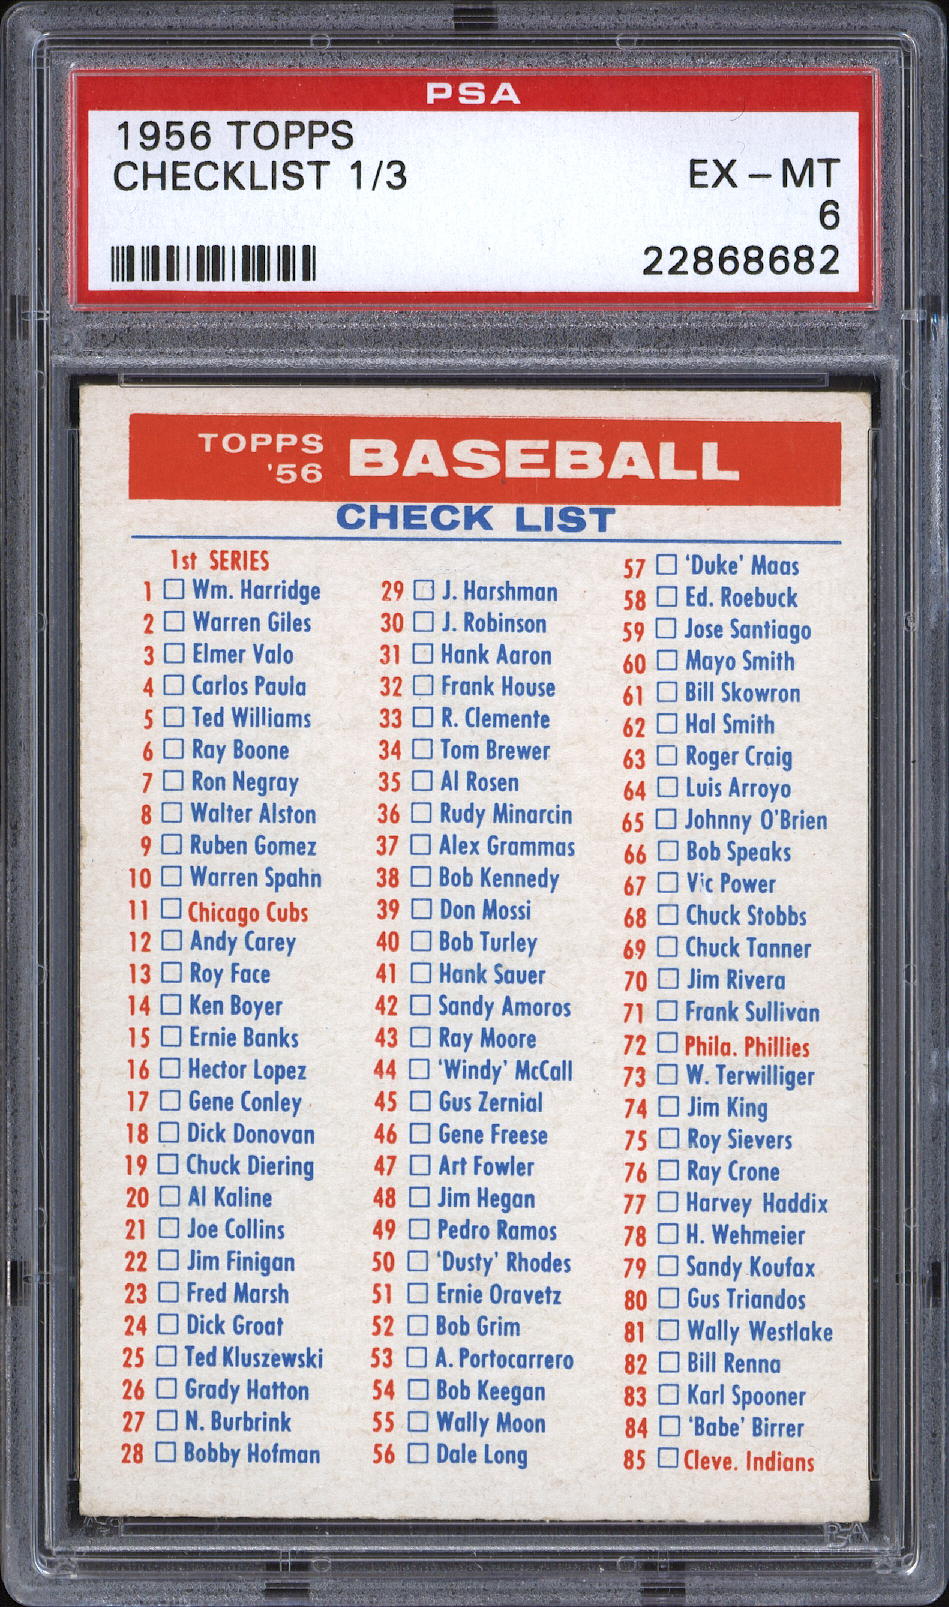 PSA
1956 TOPPS
CHECKLIST 1/3
EX - MT
6
22868682
TOPPS '56 BASEBALL
CHECK LIST
1st SERIES
1 Wm. Harridge
2 Warren Giles
3 Elmer Valo
4 Carlos Paula
5 Ted Williams
6 Ray Boone
7 Ron Negray
8 Walter Alston
9 Ruben Gomez
10 Warren Spahn
11 Chicago Cubs
12 Andy Carey
13 Roy Face
14 Ken Boyer
15 Ernie Banks
16 Hector Lopez
17 Gene Conley
18 Dick Donovan
19 Chuck Diering
20 Al Kaline
21 Joe Collins
22 Jim Finigan
23 Fred Marsh
24 Dick Groat
25 Ted Kluszewski
26 Grady Hatton
27 N. Burbrink
28 Bobby Hofman
29 J. Harshman
30 J. Robinson
31 Hank Aaron
32 Frank House
33 R. Clemente
34 Tom Brewer
35 Al Rosen
36 Rudy Minarcin
37 Alex Grammas
38 Bob Kennedy
39 Don Mossi
40 Bob Turley
41 Hank Sauer
42 Sandy Amoros
43 Ray Moore
44 'Windy' McCall
45 Gus Zernial
46 Gene Freese
47 Art Fowler
48 Jim Hegan
49 Pedro Ramos
50 'Dusty' Rhodes
51 Ernie Oravetz
52 Bob Grim
53 A. Portocarrero
54 Bob Keegan
55 Wally Moon
56 Dale Long
57 'Duke' Maas
58 Ed. Roebuck
59 Jose Santiago
60 Mayo Smith
61 Bill Skowron
62 Hal Smith
63 Roger Craig
64 Luis Arroyo
65 Johnny O'Brien
66 Bob Speaks
67 Vic Power
68 Chuck Stobbs
69 Chuck Tanner
70 Jim Rivera
71 Frank Sullivan
72 Phila. Phillies
73 W. Terwilliger
74 Jim King
75 Roy Sievers
76 Ray Crone
77 Harvey Haddix
78 H. Wehmeier
79 Sandy Koufax
80 Gus Triandos
81 Wally Westlake
82 Bill Renna
83 Karl Spooner
84 'Babe' Birrer
85 Cleve. Indians
PSA